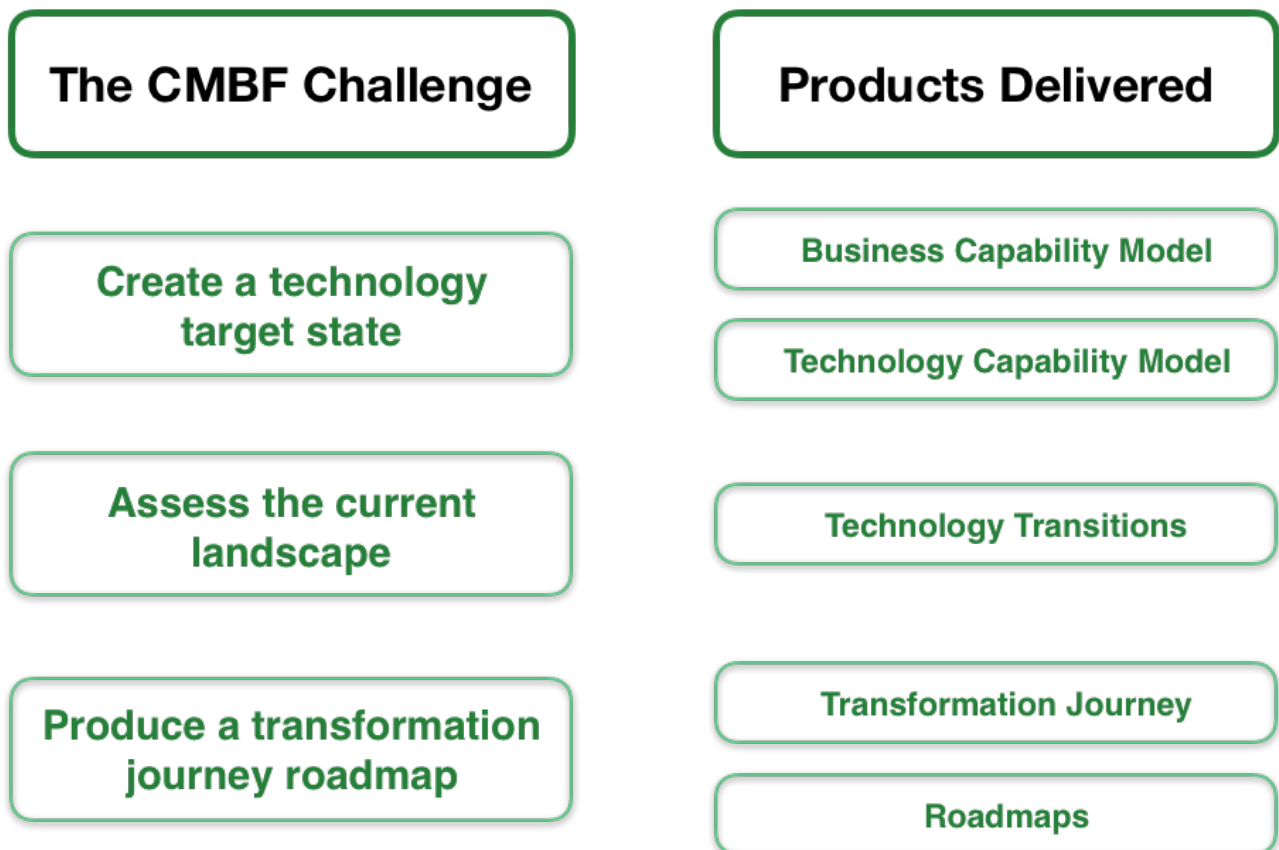 The CMBF Challenge
Products Delivered
Create a technology
target state
Business Capability Model
Technology Capability Model
Assess the current
landscape
Technology Transitions
Produce a transformation
journey roadmap
Transformation Journey
Roadmaps